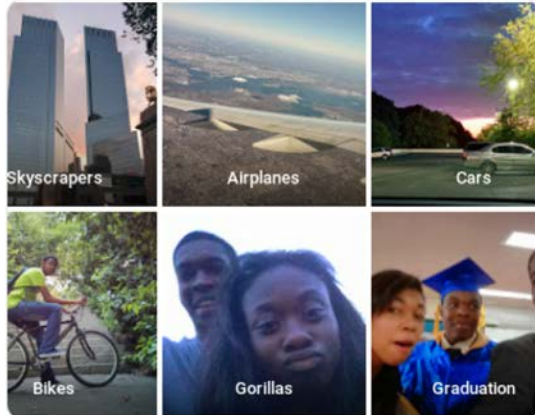 Skyscrapers
Airplanes
Cars
Bikes
Gorillas
Graduation